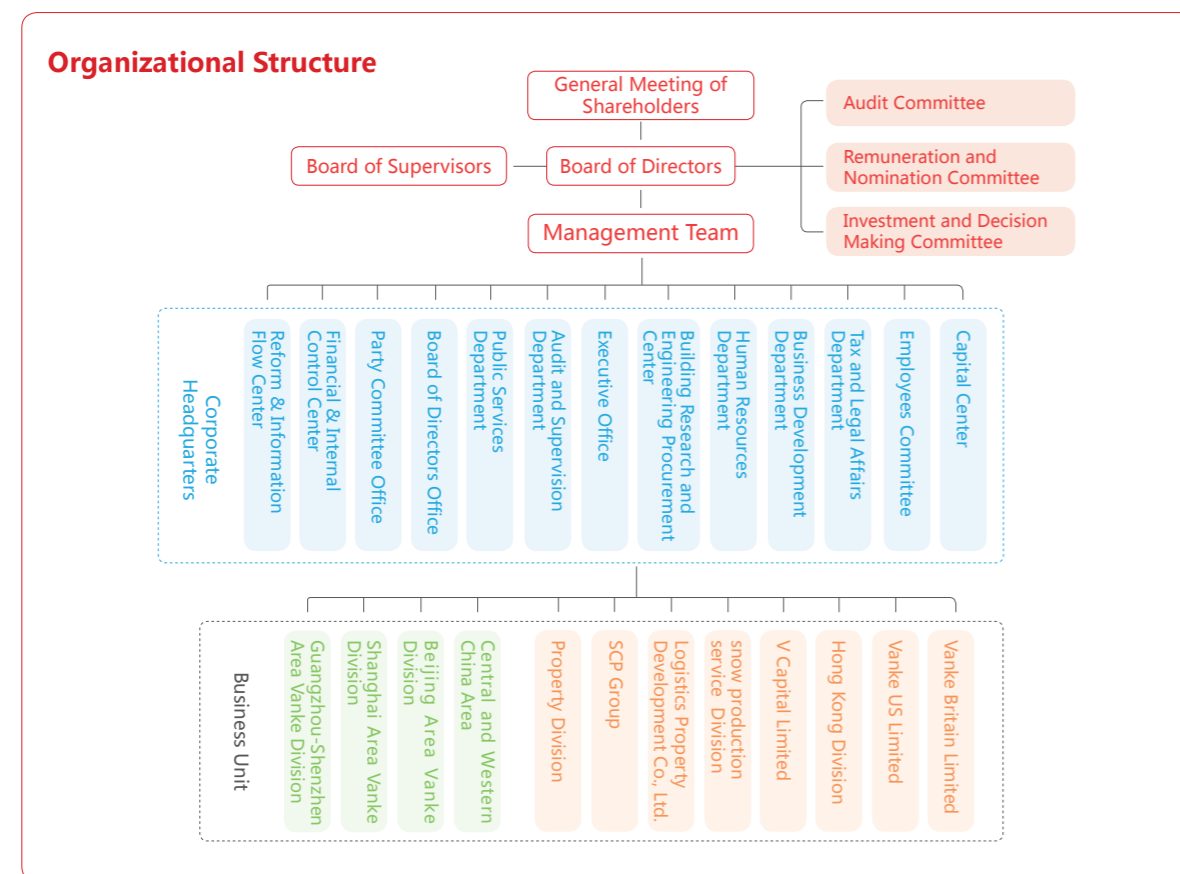 Organizational Structure
General Meeting of
Shareholders
Audit Committee
Board of Supervisors
Board of Directors
Remuneration and
Nomination Committee
Management Team
Investment and Decision
Making Committee
Corporate
Headquarters
Reform & Information
Flow Center
Financial & Internal
Control Center
Party Committee Office
Board of Directors Office
Public Services
Department
Audit and Supervision
Department
Executive Office
Building Research and
Engineering Procurement
Center
Human Resources
Department
Business Development
Department
Tax and Legal Affairs
Department
Employees Committee
Capital Center
Business Unit
Guangzhou-Shenzhen
Area Vanke Division
Shanghai Area Vanke
Division
Beijing Area Vanke
Division
Central and Western
China Area
Property Division
SCP Group
Logistics Property
Development Co., Ltd.
snow production
service Division
V Capital Limited
Hong Kong Division
Vanke US Limited
Vanke Britain Limited